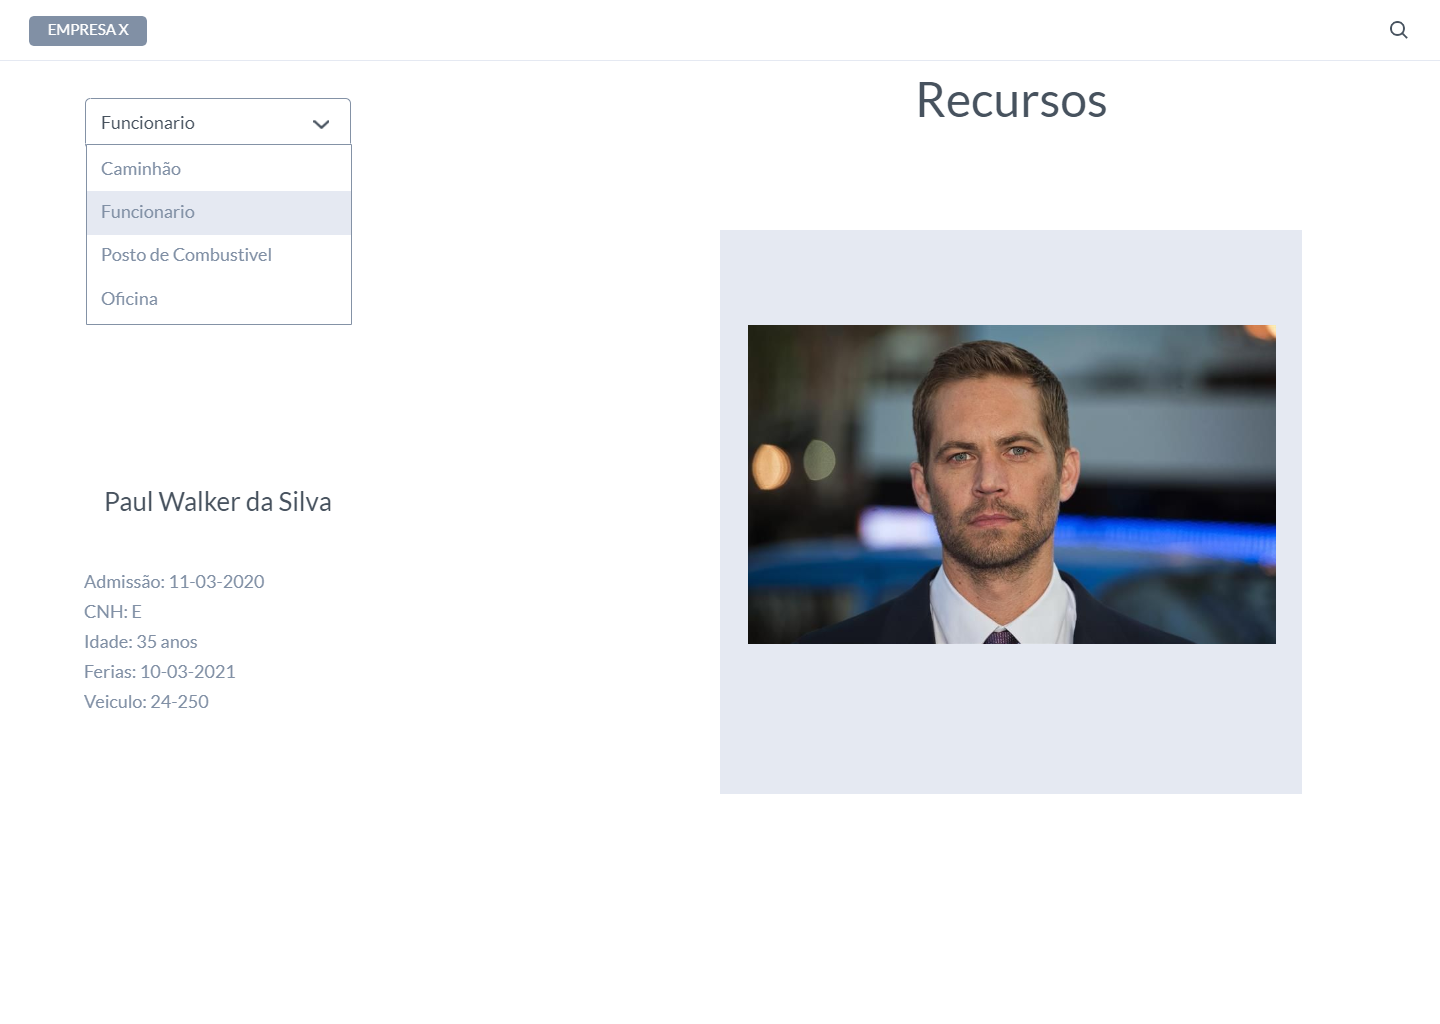 EMPRESA X
Recursos
Funcionario
Caminhão
Funcionario
Posto de Combustivel
Oficina
Paul Walker da Silva
Admissão: 11-03-2020
CNH: E
Idade: 35 anos
Ferias: 10-03-2021
Veiculo: 24-250